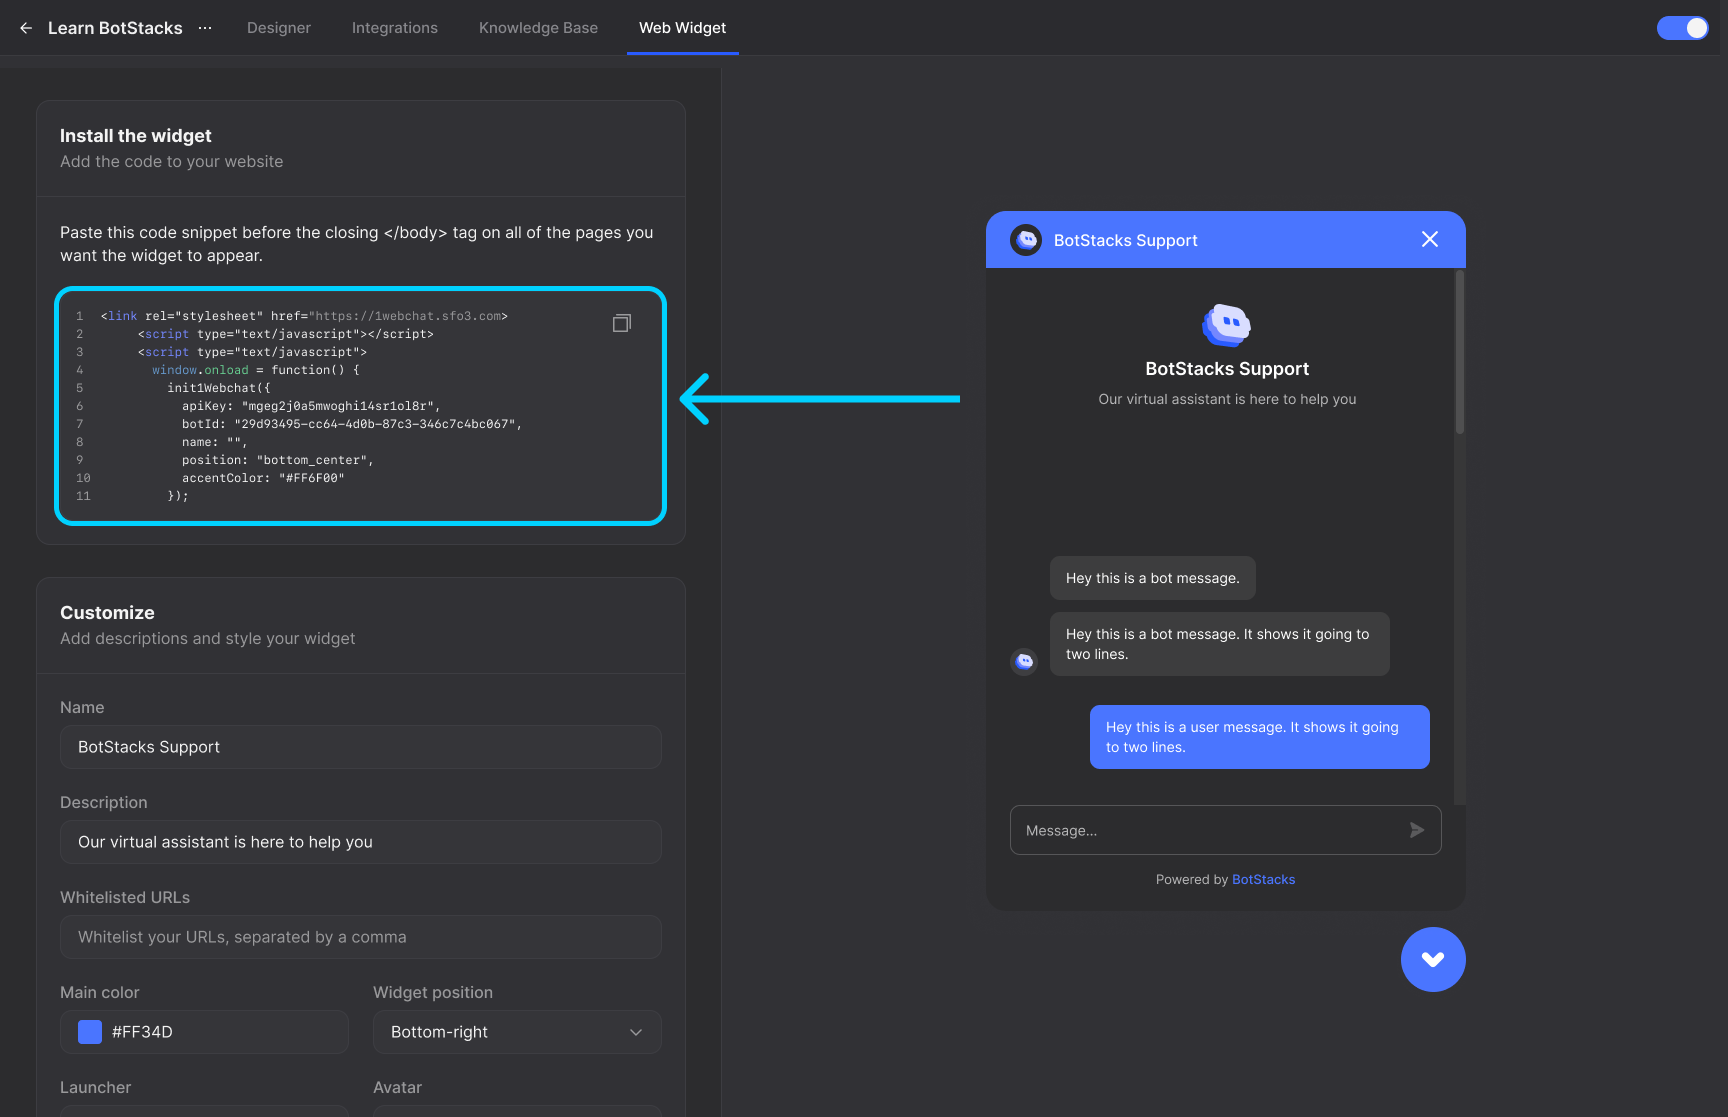 Learn BotStacks ...
Designer
Integrations
Knowledge Base
Web Widget
Install the widget
Add the code to your website
Paste this code snippet before the closing </body> tag on all of the pages you
want the widget to appear.
1 <link rel="stylesheet" href="https://1webchat.sfo3.com>
2 <script type="text/javascript"></script>
3 <script type="text/javascript">
4 window.onload = function() {
5 init1Webchat({
6 apiKey: "mgeg2j0a5mwoghi14sr1ol8r",
7 botId: "29d93495-cc64-4d0b-87c3-346c7c4bc067",
8 name: "",
9 position: "bottom_center",
10 accentColor: "#FF6F00"
11 });
Customize
Add descriptions and style your widget
Name
BotStacks Support
Description
Our virtual assistant is here to help you
Whitelisted URLs
Whitelist your URLs, separated by a comma
Main color
#FF34D
Widget position
Bottom-right
Launcher
Avatar
BotStacks Support
BotStacks Support
Our virtual assistant is here to help you
Hey this is a bot message.
Hey this is a bot message. It shows it going to
two lines.
Hey this is a user message. It shows it going
to two lines.
Message...
Powered by BotStacks